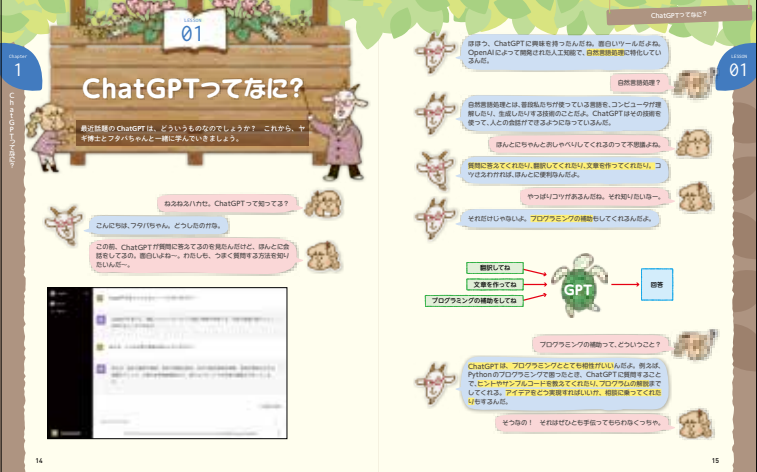 LESSON
01
Chapter
1
ChatGPTってなに?
ChatGPTってなに?
最近話題の ChatGPT は、どういうものなのでしょうか？　これから、ヤ
ギ博士とフタバちゃんと一緒に学んでいきましょう。
ねえねえハカセ。ChatGPTって知ってる？
こんにちは、フタバちゃん。どうしたのかな。
この前、ChatGPTが質問に答えてるのを見たんだけど、ほんとに会
話をしてるの。面白いよねー。わたしも、うまく質問する方法を知り
たいんだー。
14
ChatGPTってなに？
LESSON
01
ほほう、ChatGPTに興味を持ったんだね。面白いツールだよね。
OpenAIによって開発された人工知能で、自然言語処理に特化してい
るんだ。
自然言語処理？
自然言語処理とは、普段私たちが使っている言語を、コンピュータが理
解したり、生成したりする技術のことだよ。ChatGPTはその技術を
使って、人との会話ができるようになっているんだ。
ほんとにちゃんとおしゃべりしてくれるのって不思議よね。
質問に答えてくれたり、翻訳してくれたり、文章を作ってくれたり。コ
ツさえわかれば、ほんとに便利なんだよ。
やっぱりコツがあるんだね。それ知りたいなー。
それだけじゃないよ。プログラミングの補助もしてくれるんだよ。
翻訳してね
文章を作ってね
プログラミングの補助をしてね
GPT
回答
プログラミングの補助って、どういうこと？
ChatGPTは、プログラミングととても相性がいいんだよ。例えば、
Pythonのプログラミングで困ったとき、ChatGPTに質問すること
で、ヒントやサンプルコードを教えてくれたり、プログラムの解説まで
してくれる。アイデアをどう実現すればいいか、相談に乗ってくれた
りもするんだ。
そうなの！　それはぜひとも手伝ってもらわなくっちゃ。
15